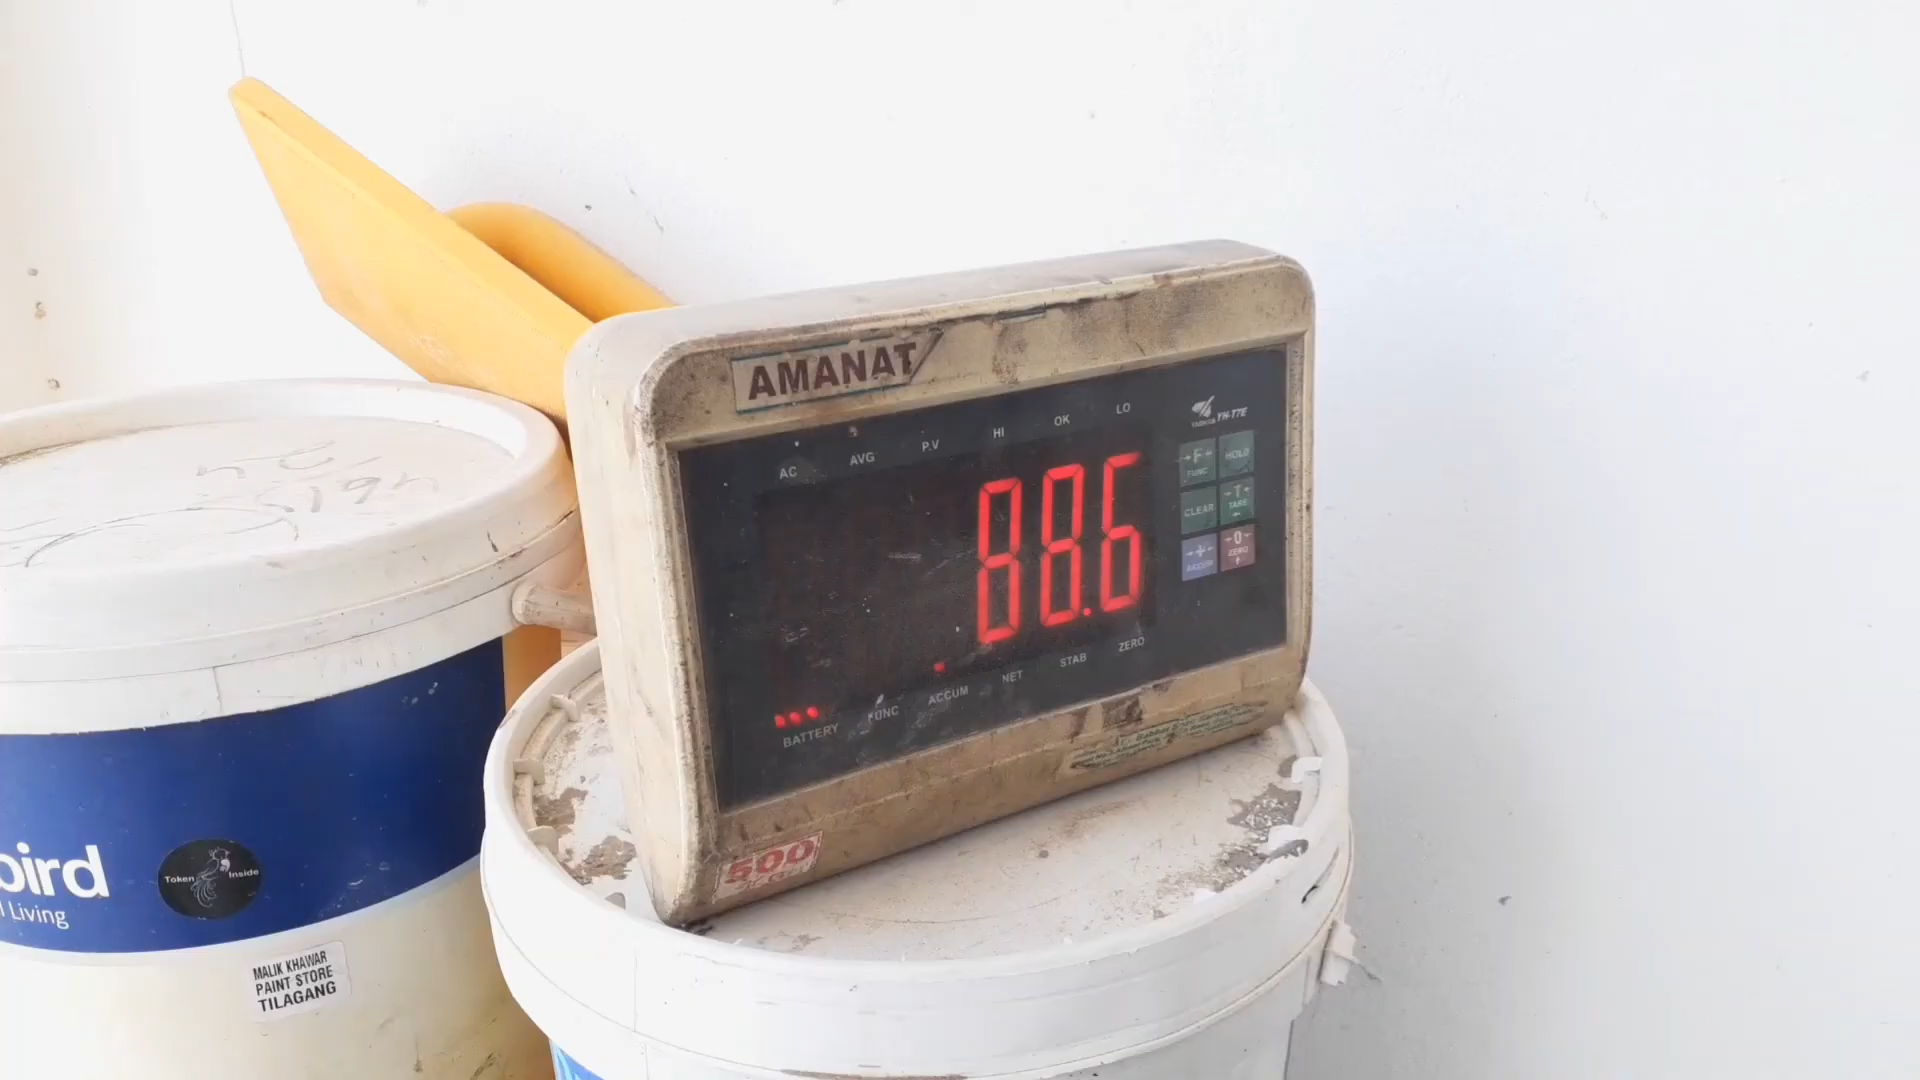 AMANAT
AC AVG P.V HI OK LO
YH-T7E
88.6
FUNC HOLD
CLEAR TARE
ACCUM ZERO
BATTERY FUNC ACCUM NET STAB ZERO
500
bird
Living
Token Inside
MALIK KHAWAR
PAINT STORE
TILAGANG